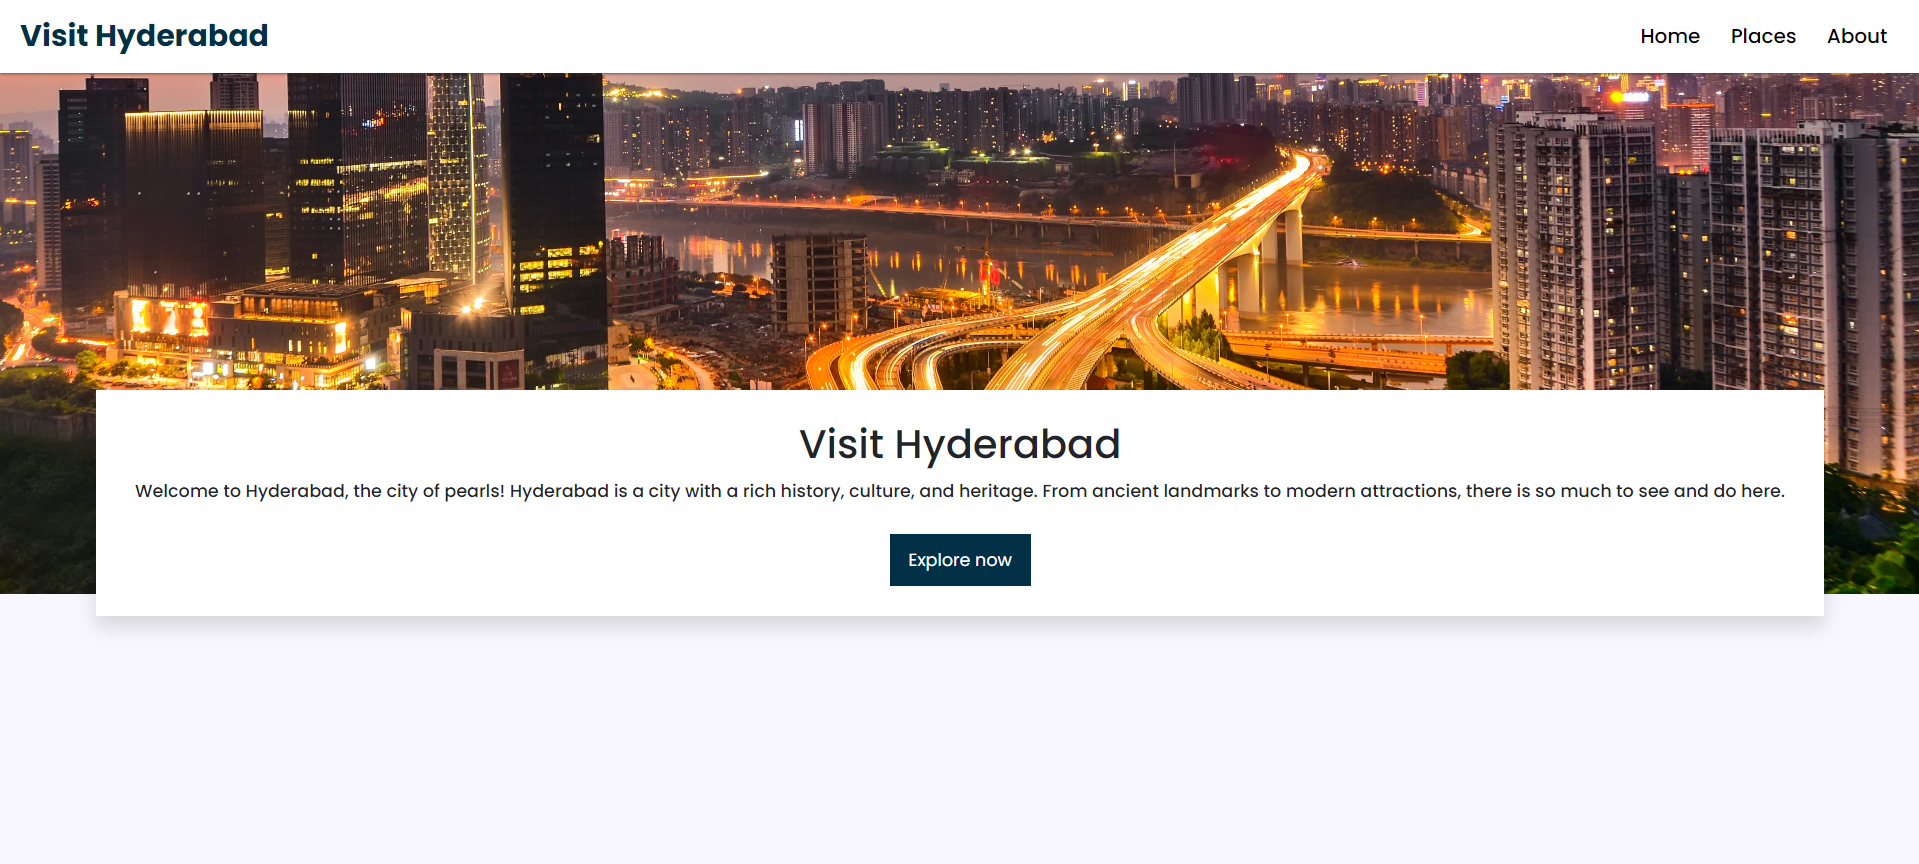 Visit Hyderabad
Home Places About
Visit Hyderabad
Welcome to Hyderabad, the city of pearls! Hyderabad is a city with a rich history, culture, and heritage. From ancient landmarks to modern attractions, there is so much to see and do here.
Explore now